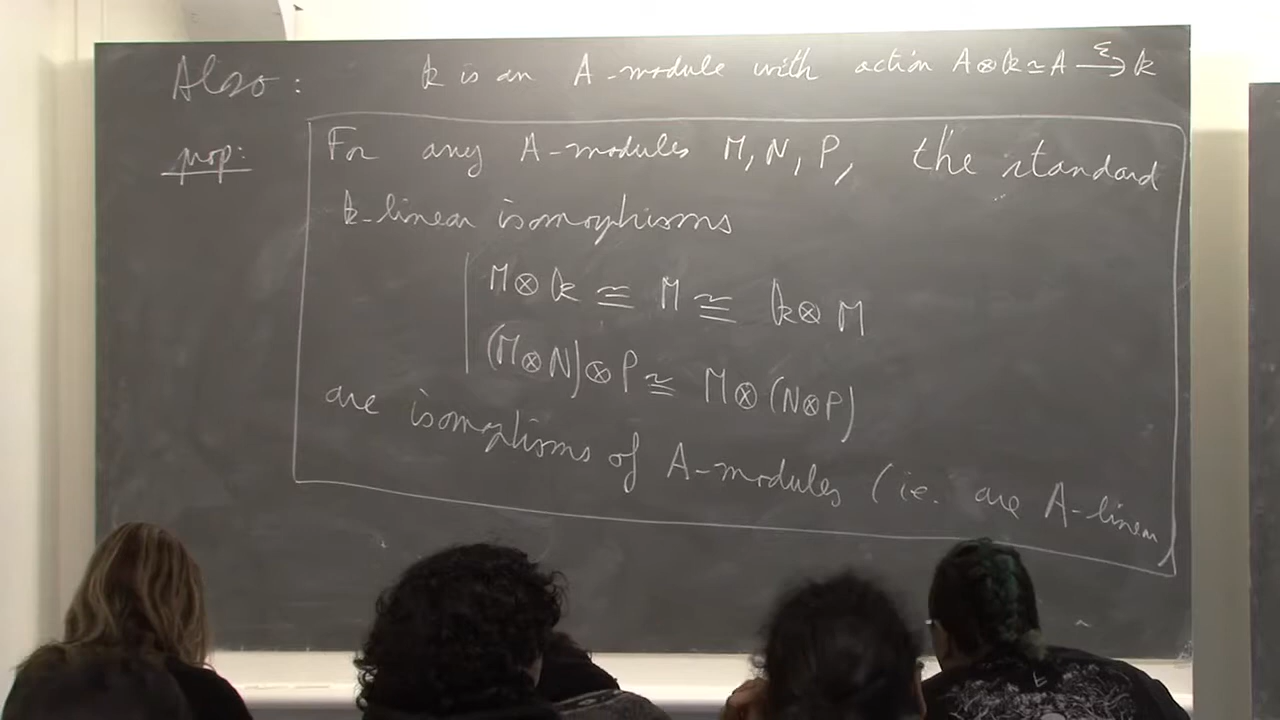 Also: k is an A-module with action A⊗k≃A —ε→ k
prop: For any A-modules M, N, P, the standard
k-linear isomorphisms
M⊗k ≅ M ≅ k⊗M
(M⊗N)⊗P ≅ M⊗(N⊗P)
are isomorphisms of A-modules (i.e. are A-linear)